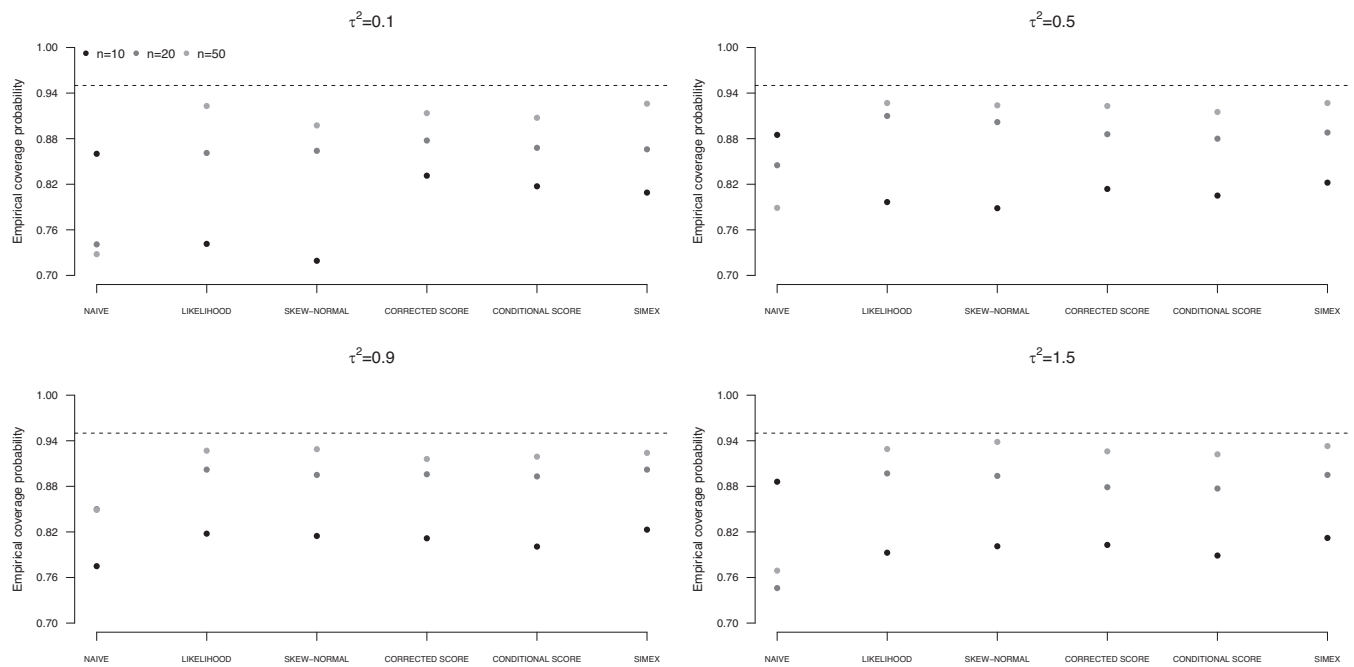 τ²=0.1
Empirical coverage probability
1.00
0.94
0.88
0.82
0.76
0.70
n=10 n=20 n=50
NAIVE LIKELIHOOD SKEW−NORMAL CORRECTED SCORE CONDITIONAL SCORE SIMEX
τ²=0.5
Empirical coverage probability
1.00
0.94
0.88
0.82
0.76
0.70
NAIVE LIKELIHOOD SKEW−NORMAL CORRECTED SCORE CONDITIONAL SCORE SIMEX
τ²=0.9
Empirical coverage probability
1.00
0.94
0.88
0.82
0.76
0.70
NAIVE LIKELIHOOD SKEW−NORMAL CORRECTED SCORE CONDITIONAL SCORE SIMEX
τ²=1.5
Empirical coverage probability
1.00
0.94
0.88
0.82
0.76
0.70
NAIVE LIKELIHOOD SKEW−NORMAL CORRECTED SCORE CONDITIONAL SCORE SIMEX